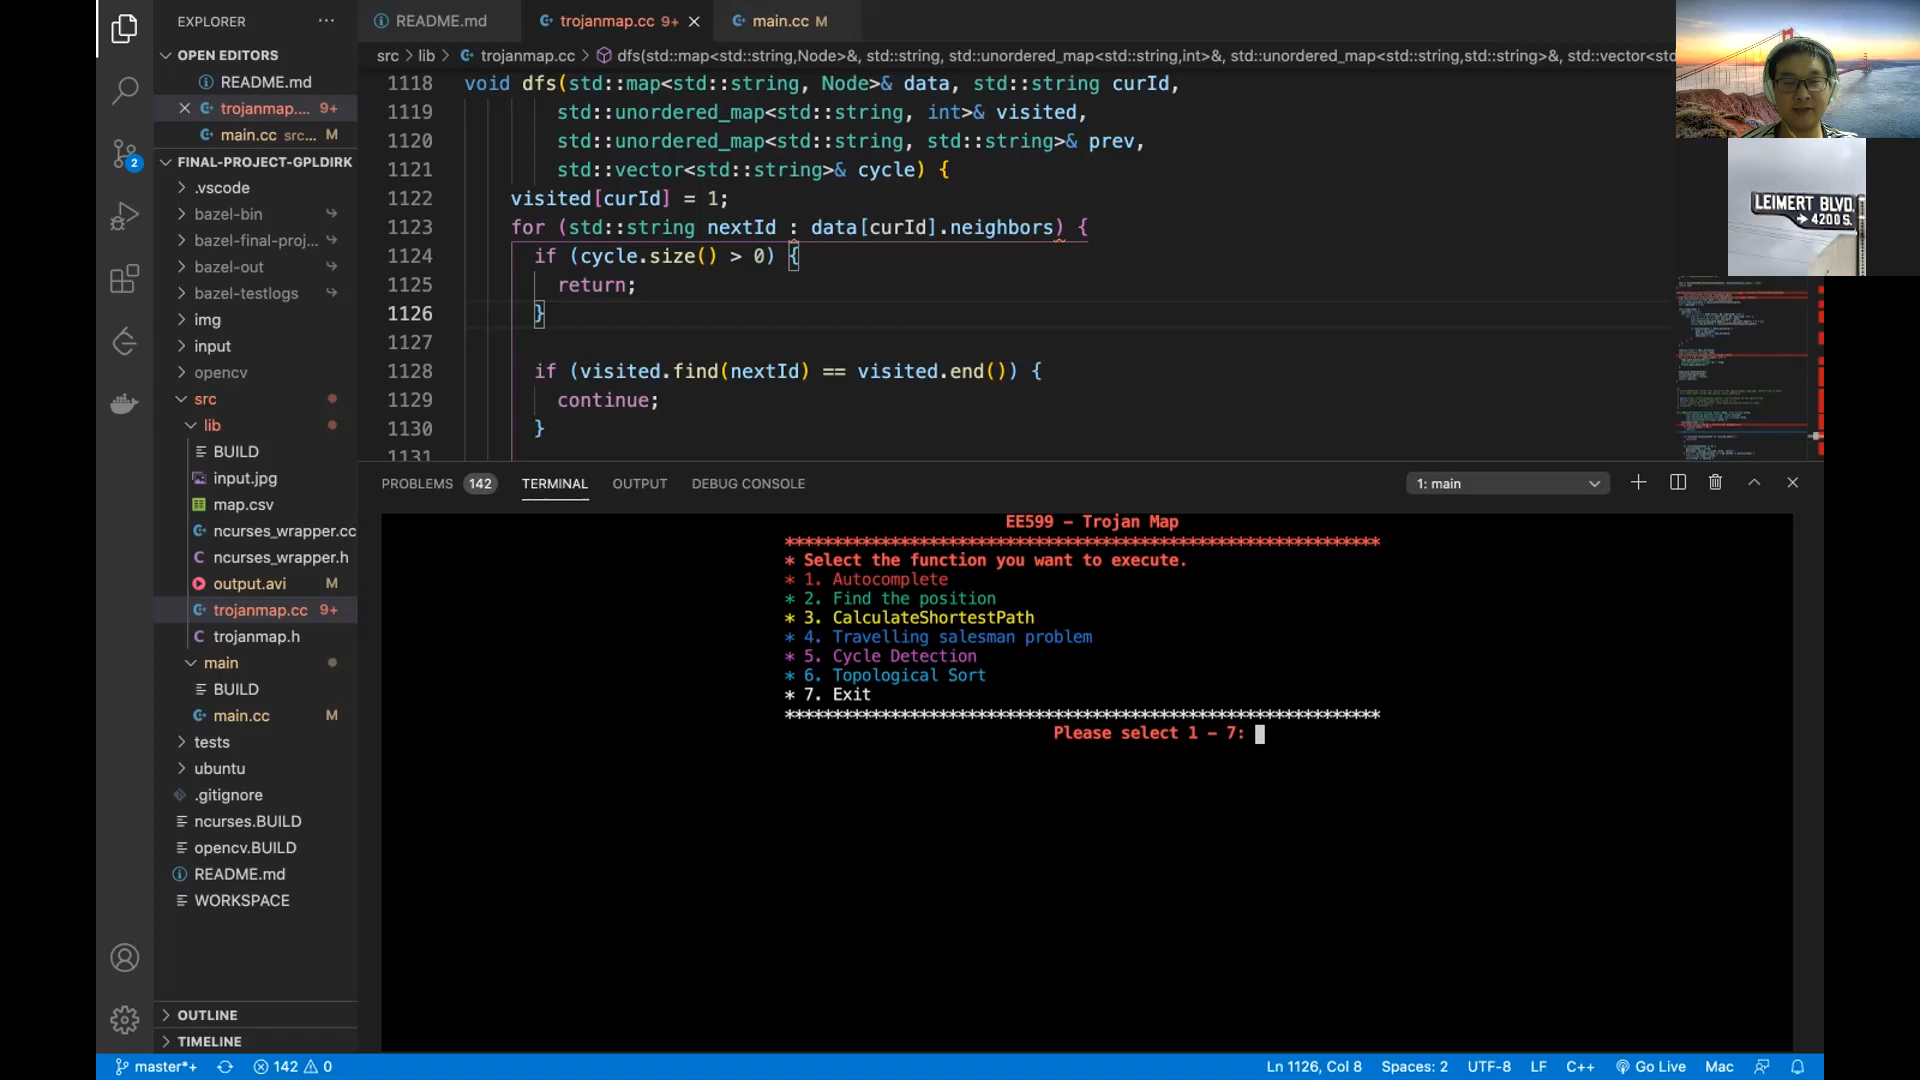 EXPLORER
OPEN EDITORS
README.md
trojanmap.... 9+
main.cc src... M
FINAL-PROJECT-GPLDIRK
.vscode
bazel-bin
bazel-final-proj...
bazel-out
bazel-testlogs
img
input
opencv
src
lib
BUILD
input.jpg
map.csv
ncurses_wrapper.cc
ncurses_wrapper.h
output.avi M
trojanmap.cc 9+
trojanmap.h
main
BUILD
main.cc M
tests
ubuntu
.gitignore
ncurses.BUILD
opencv.BUILD
README.md
WORKSPACE
OUTLINE
TIMELINE
2
README.md trojanmap.cc 9+ main.cc M
src > lib > trojanmap.cc > dfs(std::map<std::string,Node>&, std::string, std::unordered_map<std::string,int>&, std::unordered_map<std::string,std::string>&, std::vector<std
1118 void dfs(std::map<std::string, Node>& data, std::string curId,
1119 std::unordered_map<std::string, int>& visited,
1120 std::unordered_map<std::string, std::string>& prev,
1121 std::vector<std::string>& cycle) {
1122 visited[curId] = 1;
1123 for (std::string nextId : data[curId].neighbors) {
1124 if (cycle.size() > 0) {
1125 return;
1126 }
1127
1128 if (visited.find(nextId) == visited.end()) {
1129 continue;
1130 }
1131
PROBLEMS 142 TERMINAL OUTPUT DEBUG CONSOLE 1: main
EE599 - Trojan Map
**************************************************************
* Select the function you want to execute.
* 1. Autocomplete
* 2. Find the position
* 3. CalculateShortestPath
* 4. Travelling salesman problem
* 5. Cycle Detection
* 6. Topological Sort
* 7. Exit
**************************************************************
Please select 1 - 7:
LEIMERT BLVD.
4200 S.
master*+ 142 0 Ln 1126, Col 8 Spaces: 2 UTF-8 LF C++ Go Live Mac